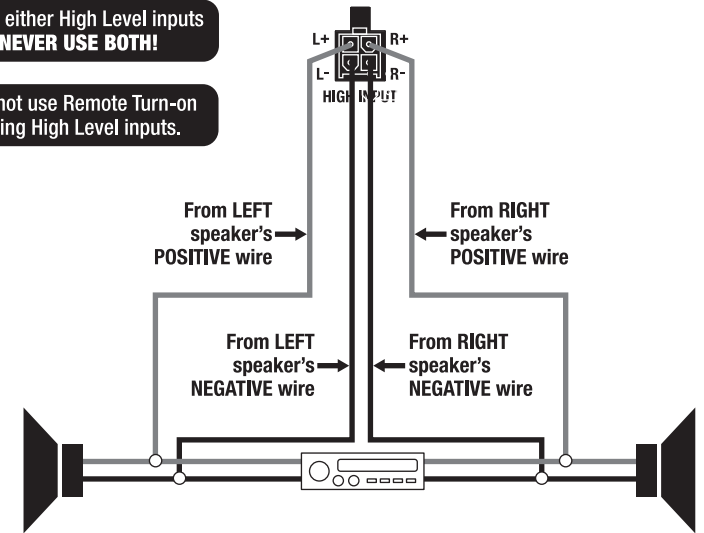 either High Level inputs
NEVER USE BOTH!
not use Remote Turn-on
ing High Level inputs.
L+
R+
L-
R-
HIGH INPUT
From LEFT
speaker's
POSITIVE wire
From RIGHT
speaker's
POSITIVE wire
From LEFT
speaker's
NEGATIVE wire
From RIGHT
speaker's
NEGATIVE wire